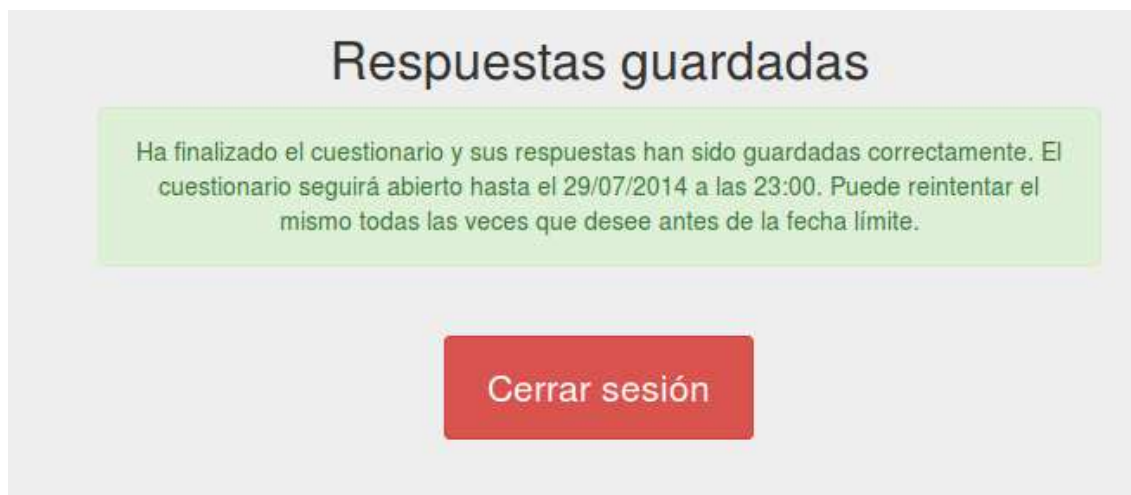 Respuestas guardadas
Ha finalizado el cuestionario y sus respuestas han sido guardadas correctamente. El
cuestionario seguirá abierto hasta el 29/07/2014 a las 23:00. Puede reintentar el
mismo todas las veces que desee antes de la fecha límite.
Cerrar sesión